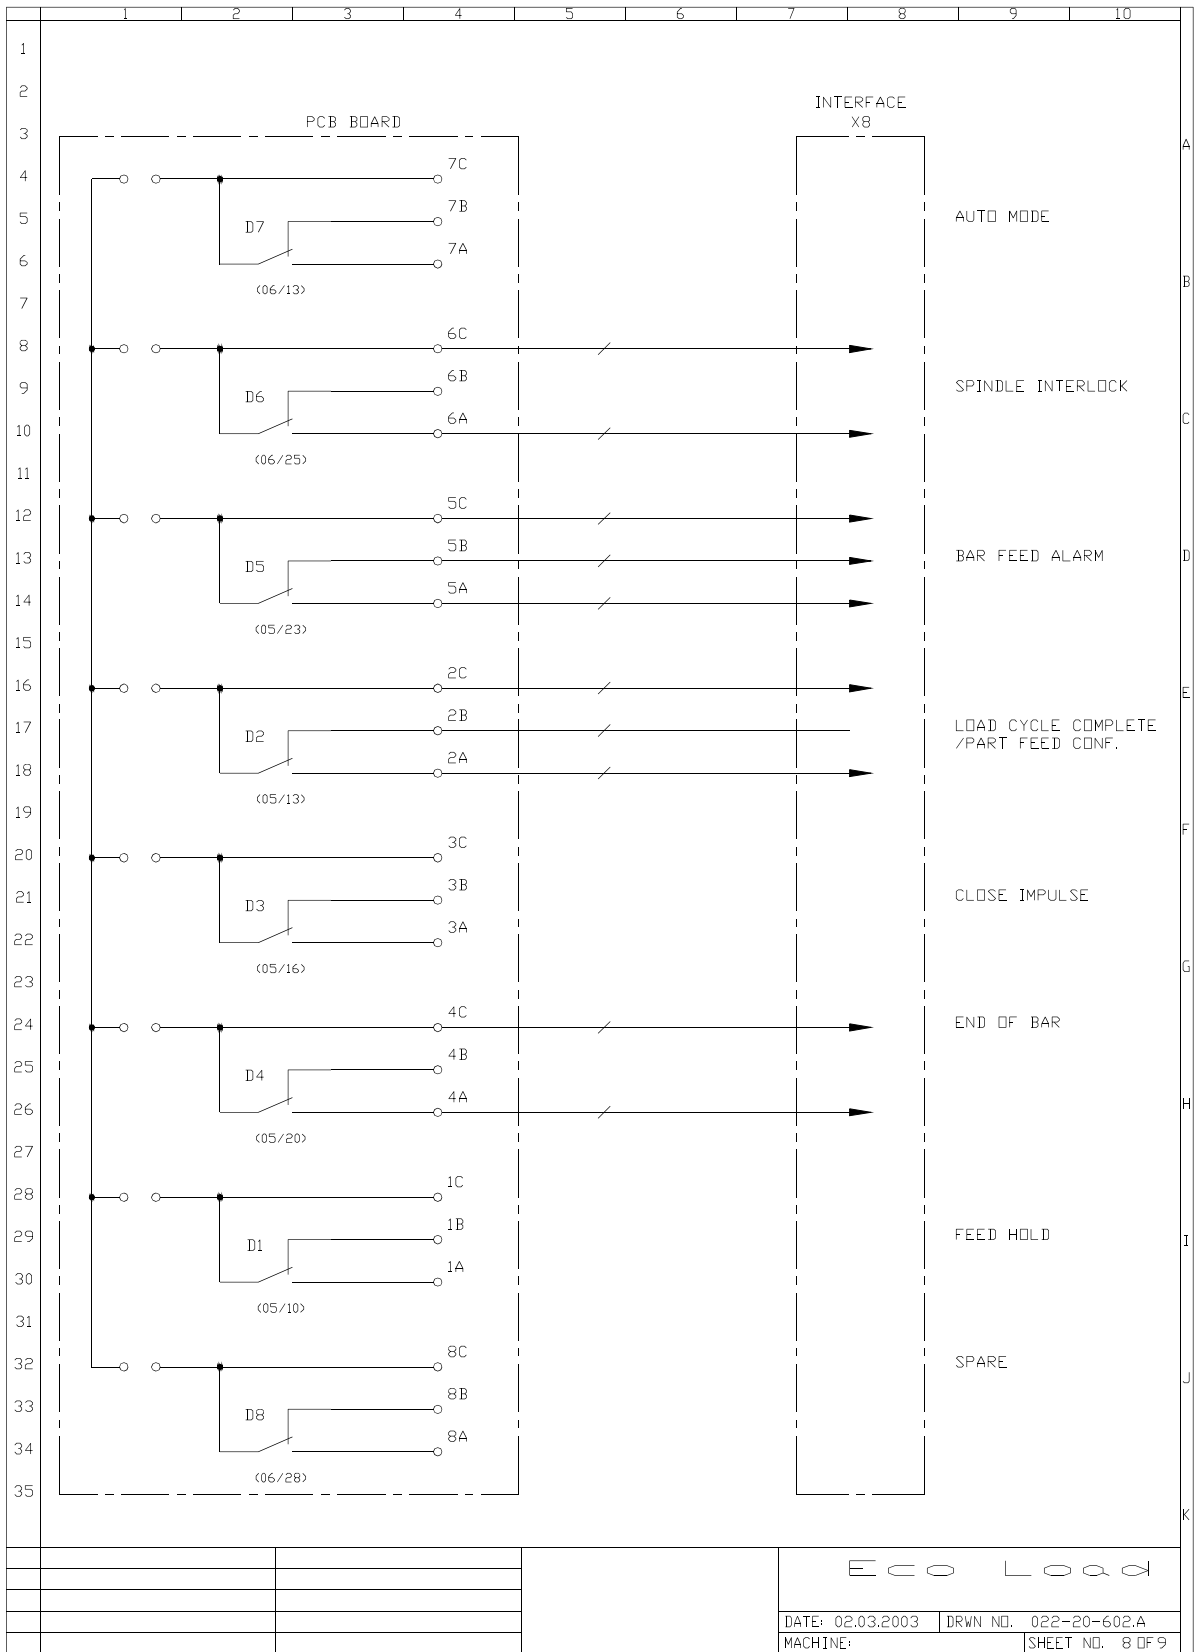 1 2 3 4 5 6 7 8 9 10
1
2
INTERFACE
PCB BOARD
X8
3
A
7C
4
7B
5
D7
AUTO MODE
7A
6
(06/13)
B
7
6C
8
6B
9
D6
SPINDLE INTERLOCK
6A
10
C
(06/25)
11
5C
12
5B
13
D5
BAR FEED ALARM
D
5A
14
(05/23)
15
2C
16
E
2B
17
D2
LOAD CYCLE COMPLETE
/PART FEED CONF.
2A
18
(05/13)
19
F
3C
20
3B
21
D3
CLOSE IMPULSE
3A
22
(05/16)
G
23
4C
24
END OF BAR
4B
25
D4
4A
26
H
(05/20)
27
1C
28
1B
29
D1
FEED HOLD
I
1A
30
(05/10)
31
8C
32
SPARE
J
8B
33
D8
8A
34
(06/28)
35
K
Eco Load
DATE: 02.03.2003 DRWN NO. 022-20-602.A
MACHINE: SHEET NO. 8 OF 9